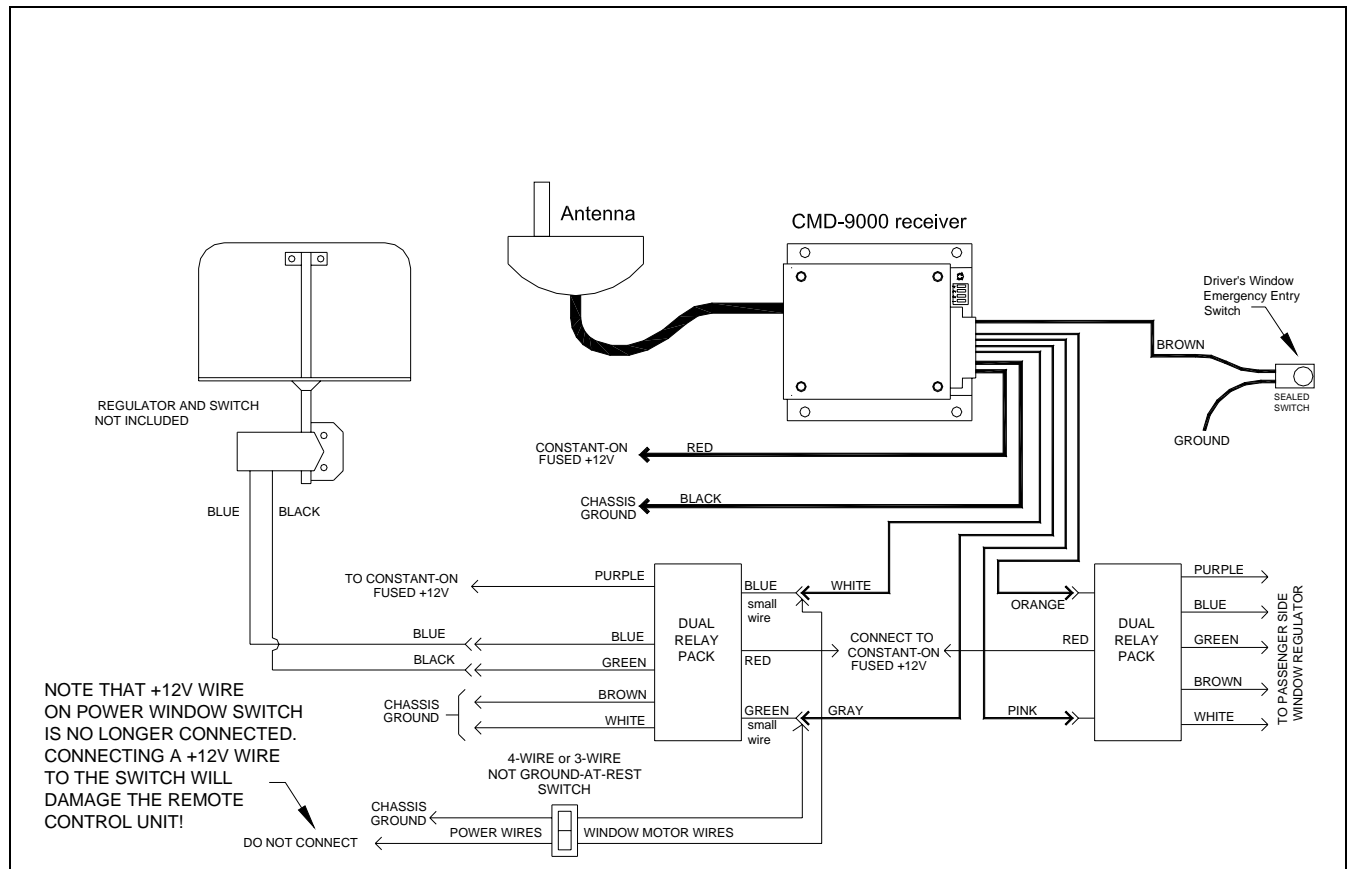 Antenna
CMD-9000 receiver
Driver's Window
Emergency Entry
Switch
BROWN
SEALED
SWITCH
GROUND
REGULATOR AND SWITCH
NOT INCLUDED
CONSTANT-ON
FUSED +12V
RED
CHASSIS
GROUND
BLACK
BLUE
BLACK
TO CONSTANT-ON
FUSED +12V
PURPLE
BLUE
BLUE
BLACK
GREEN
CHASSIS
GROUND
BROWN
WHITE
DUAL
RELAY
PACK
BLUE
small
wire
WHITE
RED
CONNECT TO
CONSTANT-ON
FUSED +12V
GREEN
small
wire
GRAY
ORANGE
RED
PINK
DUAL
RELAY
PACK
PURPLE
BLUE
GREEN
BROWN
WHITE
TO PASSENGER SIDE
WINDOW REGULATOR
NOTE THAT +12V WIRE
ON POWER WINDOW SWITCH
IS NO LONGER CONNECTED.
CONNECTING A +12V WIRE
TO THE SWITCH WILL
DAMAGE THE REMOTE
CONTROL UNIT!
4-WIRE or 3-WIRE
NOT GROUND-AT-REST
SWITCH
CHASSIS
GROUND
POWER WIRES
WINDOW MOTOR WIRES
DO NOT CONNECT